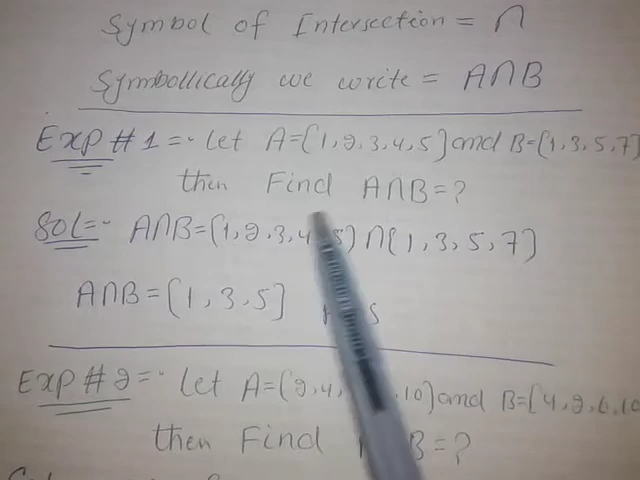 Symbol of Intersection = ∩
Symbollically we write = A∩B
Exp # 1 =- Let A={1,2,3,4,5} and B={1,3,5,7}
then Find A∩B=?
Sol=- A∩B={1,2,3,4,5}∩{1,3,5,7}
A∩B={1,3,5}
Exp # 2 =- Let A={2,4, ,10} and B={4,2,6,10
then Find B=?